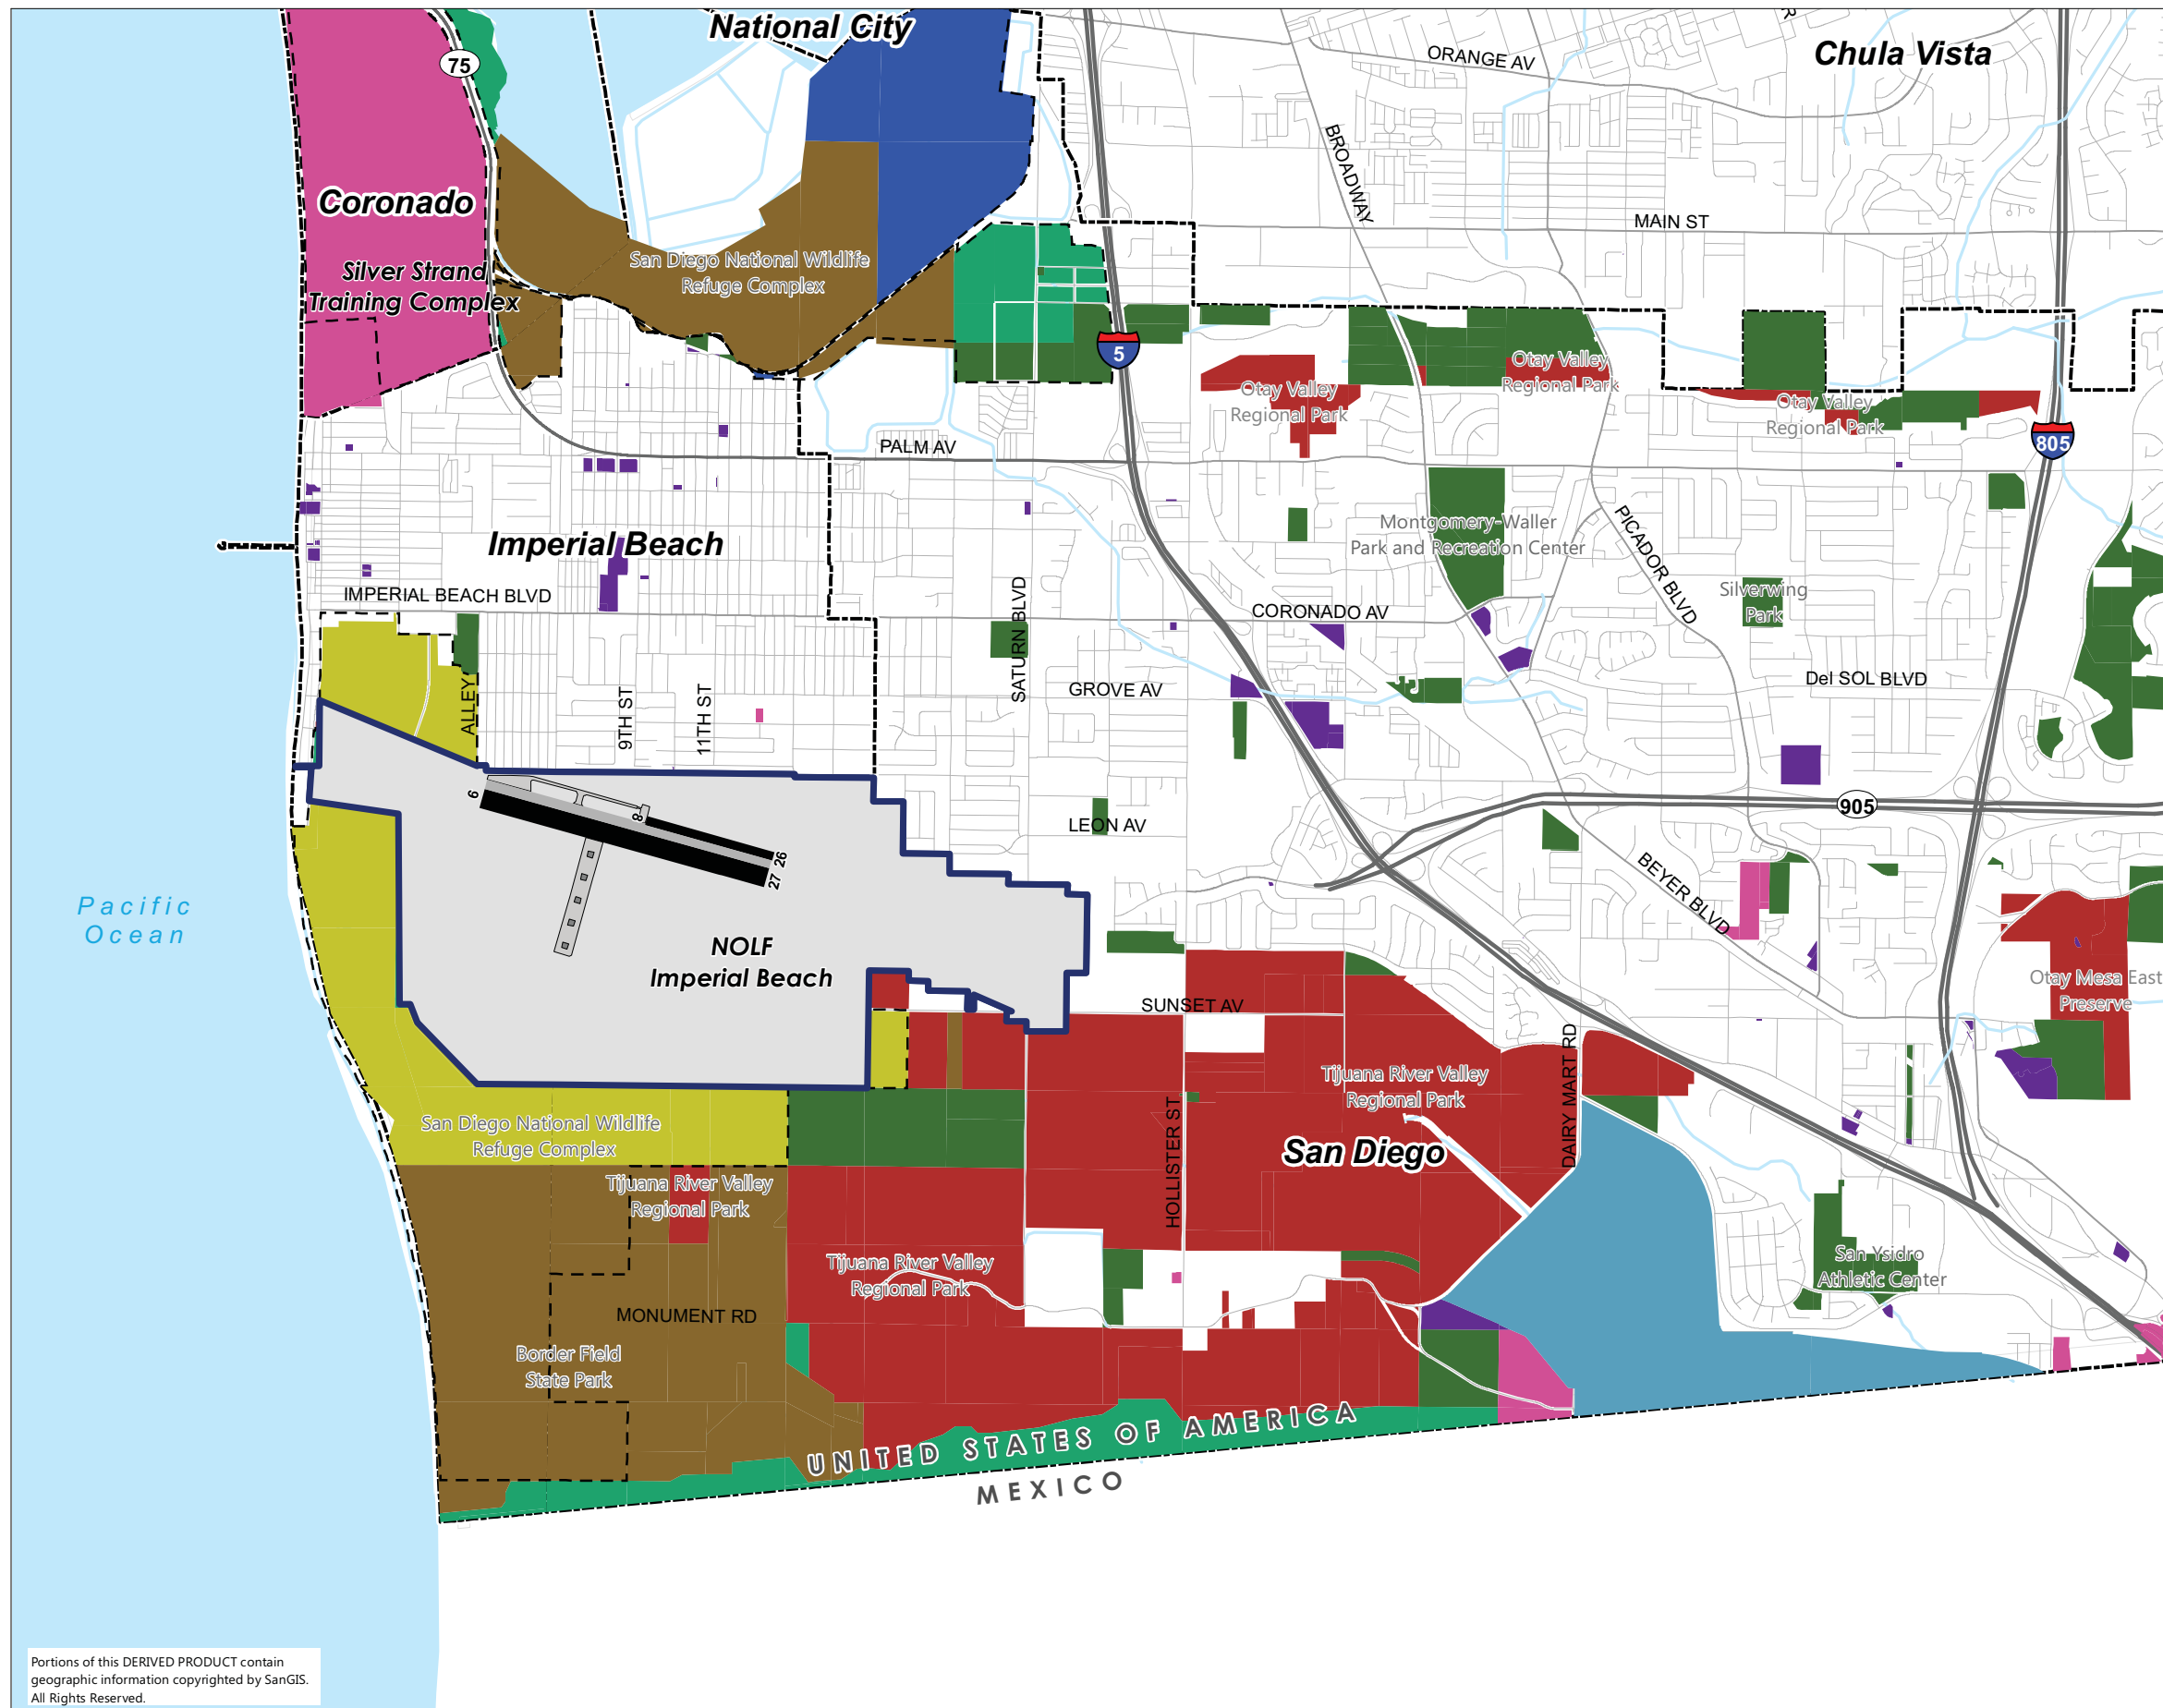 National City
Chula Vista
75
ORANGE AV
BROADWAY
Coronado
MAIN ST
Silver Strand
Training Complex
San Diego National Wildlife
Refuge Complex
5
Otay Valley
Regional Park
Otay Valley
Regional Park
Otay Valley
Regional Park
805
PALM AV
Imperial Beach
Montgomery-Waller
Park and Recreation Center
PICADOR BLVD
Silverwing
Park
IMPERIAL BEACH BLVD
SATURN BLVD
CORONADO AV
ALLEY
9TH ST
11TH ST
GROVE AV
Del SOL BLVD
9
8
26
27
LEON AV
905
BEYER BLVD
Pacific
Ocean
NOLF
Imperial Beach
Otay Mesa East
Preserve
SUNSET AV
DAIRY MART RD
Tijuana River Valley
Regional Park
San Diego National Wildlife
Refuge Complex
HOLLISTER ST
San Diego
Tijuana River Valley
Regional Park
Tijuana River Valley
Regional Park
San Ysidro
Athletic Center
MONUMENT RD
Border Field
State Park
UNITED STATES OF AMERICA
MEXICO
Portions of this DERIVED PRODUCT contain
geographic information copyrighted by SanGIS.
All Rights Reserved.